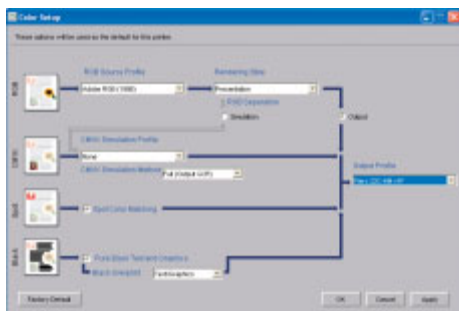 Color Setup
These options will be used as the default for this printer.
RGB
RGB Source Profile
Adobe RGB (1998)
Rendering Style
Presentation
RGB Separation
Simulation
Output
CMYK
CMYK Simulation Profile
None
CMYK Simulation Method
Full (Output GCR)
Output Profile
Spot
Spot Color Matching
Black
Pure Black Text and Graphics
Black Overprint
Text/Graphics
Factory Default
OK
Cancel
Apply